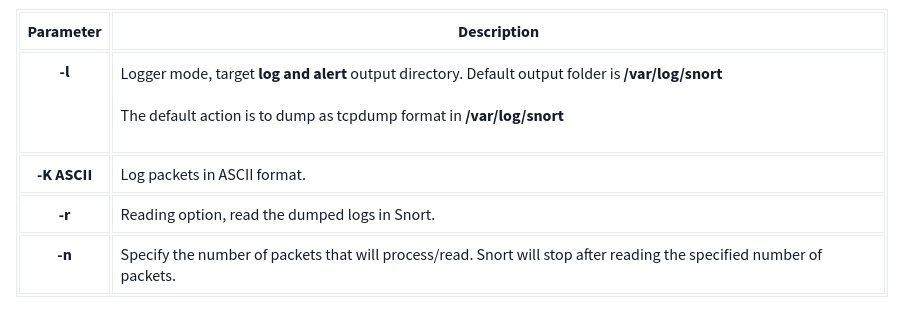 Parameter Description
-l Logger mode, target log and alert output directory. Default output folder is /var/log/snort
The default action is to dump as tcpdump format in /var/log/snort
-K ASCII Log packets in ASCII format.
-r Reading option, read the dumped logs in Snort.
-n Specify the number of packets that will process/read. Snort will stop after reading the specified number of
packets.